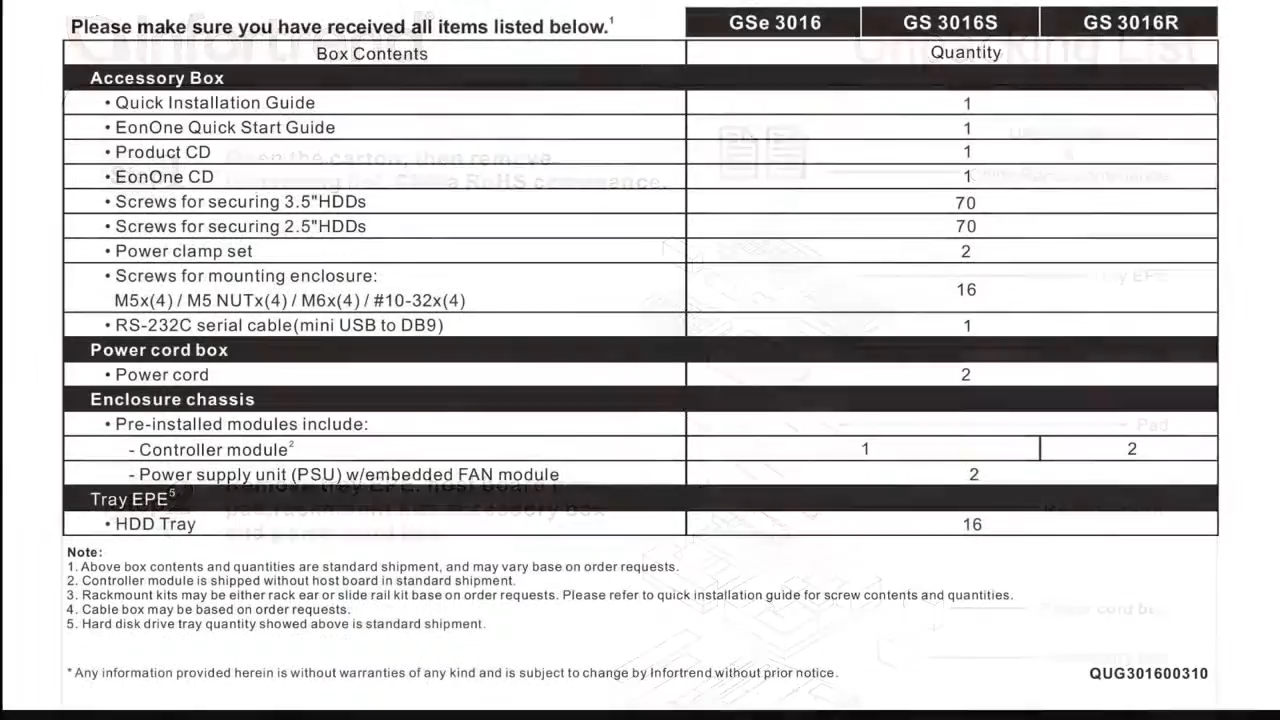 Please make sure you have received all items listed below.¹ GSe 3016 GS 3016S GS 3016R
Box Contents Quantity
Accessory Box
• Quick Installation Guide 1
• EonOne Quick Start Guide 1
• Product CD 1
• EonOne CD 1
• Screws for securing 3.5"HDDs 70
• Screws for securing 2.5"HDDs 70
• Power clamp set 2
• Screws for mounting enclosure:
M5x(4) / M5 NUTx(4) / M6x(4) / #10-32x(4) 16
• RS-232C serial cable(mini USB to DB9) 1
Power cord box
• Power cord 2
Enclosure chassis
• Pre-installed modules include:
- Controller module² 1 2
- Power supply unit (PSU) w/embedded FAN module 2
Tray EPE⁵
• HDD Tray 16
Note:
1. Above box contents and quantities are standard shipment, and may vary base on order requests.
2. Controller module is shipped without host board in standard shipment.
3. Rackmount kits may be either rack ear or slide rail kit base on order requests. Please refer to quick installation guide for screw contents and quantities.
4. Cable box may be based on order requests.
5. Hard disk drive tray quantity showed above is standard shipment.
* Any information provided herein is without warranties of any kind and is subject to change by Infortrend without prior notice. QUG301600310